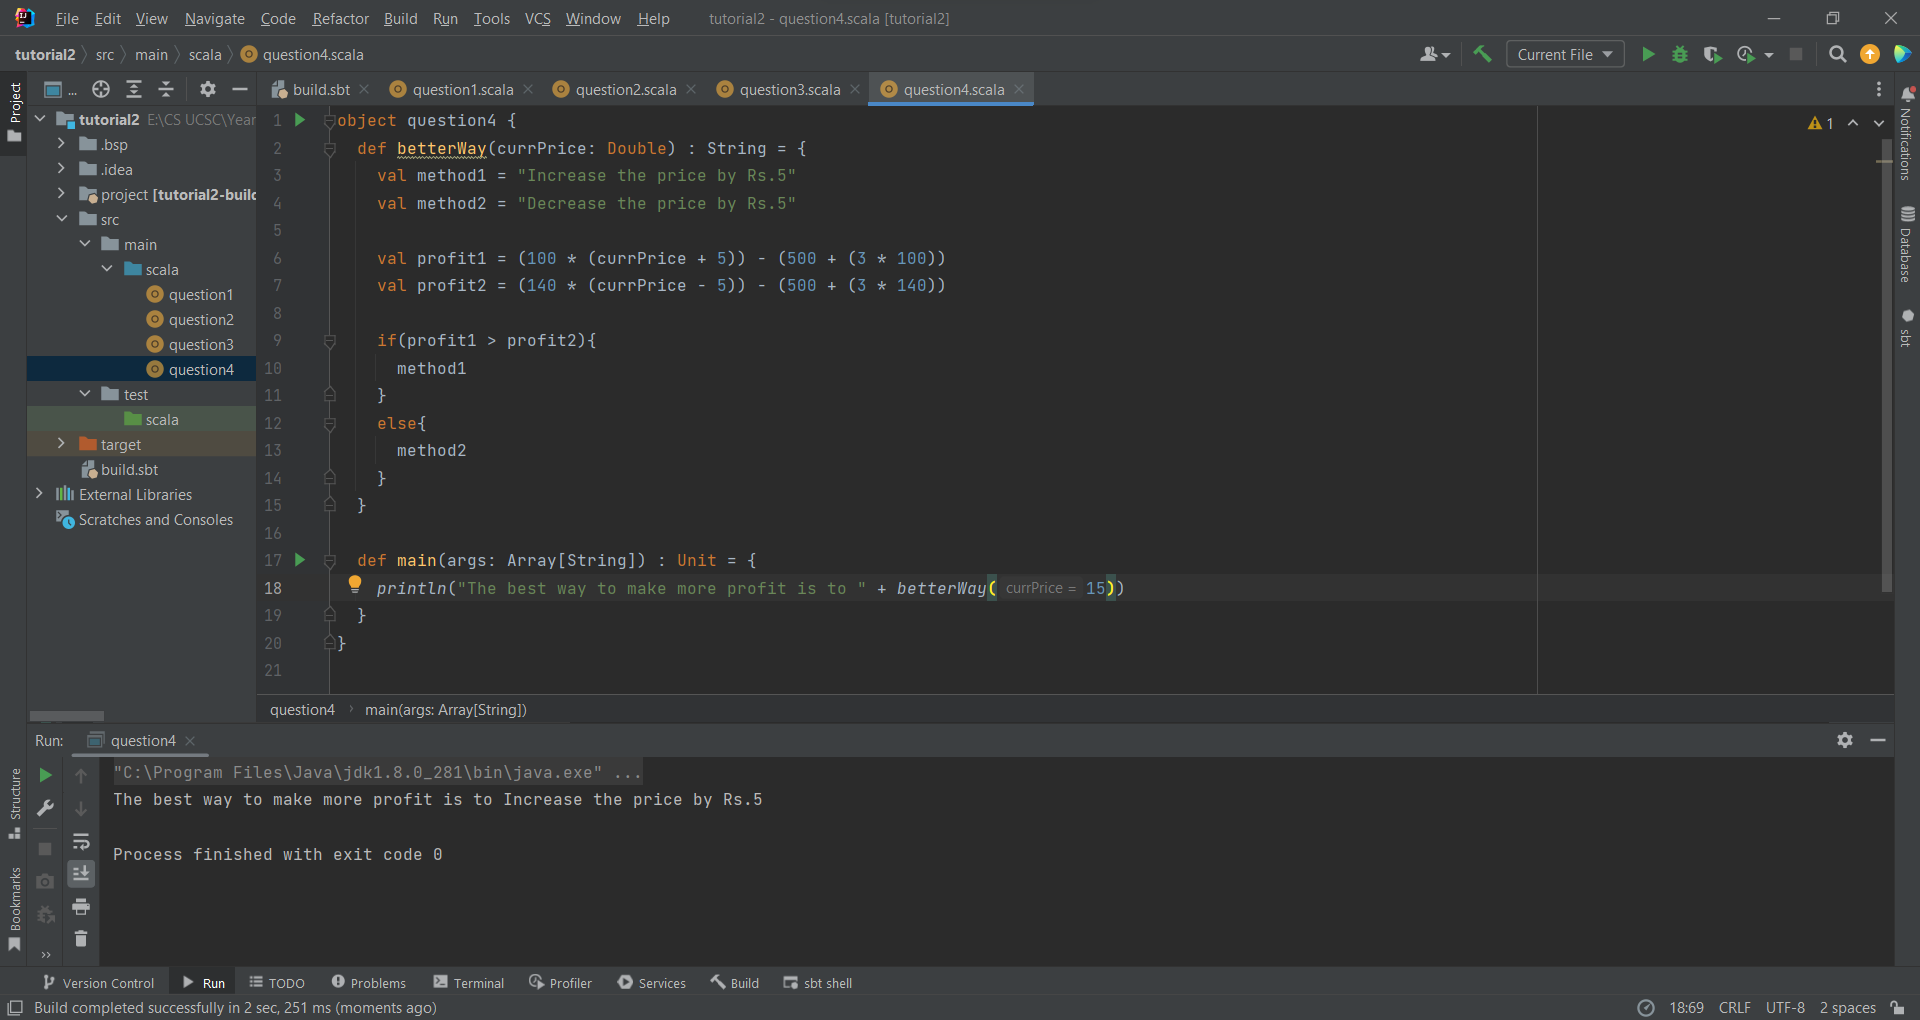 File Edit View Navigate Code Refactor Build Run Tools VCS Window Help tutorial2 - question4.scala [tutorial2]
tutorial2 src main scala question4.scala Current File
Project ... build.sbt question1.scala question2.scala question3.scala question4.scala
tutorial2 E:\CS UCSC\Year
.bsp
.idea
project [tutorial2-build
src
main
scala
question1
question2
question3
question4
test
scala
target
build.sbt
External Libraries
Scratches and Consoles
1 object question4 {
2 def betterWay(currPrice: Double) : String = {
3 val method1 = "Increase the price by Rs.5"
4 val method2 = "Decrease the price by Rs.5"
5
6 val profit1 = (100 * (currPrice + 5)) - (500 + (3 * 100))
7 val profit2 = (140 * (currPrice - 5)) - (500 + (3 * 140))
8
9 if(profit1 > profit2){
10 method1
11 }
12 else{
13 method2
14 }
15 }
16
17 def main(args: Array[String]) : Unit = {
18 println("The best way to make more profit is to " + betterWay( currPrice = 15))
19 }
20 }
21
1
Notifications
Database
sbt
question4 main(args: Array[String])
Run: question4
"C:\Program Files\Java\jdk1.8.0_281\bin\java.exe" ...
The best way to make more profit is to Increase the price by Rs.5
Process finished with exit code 0
Structure
Bookmarks
Version Control Run TODO Problems Terminal Profiler Services Build sbt shell
Build completed successfully in 2 sec, 251 ms (moments ago) 18:69 CRLF UTF-8 2 spaces